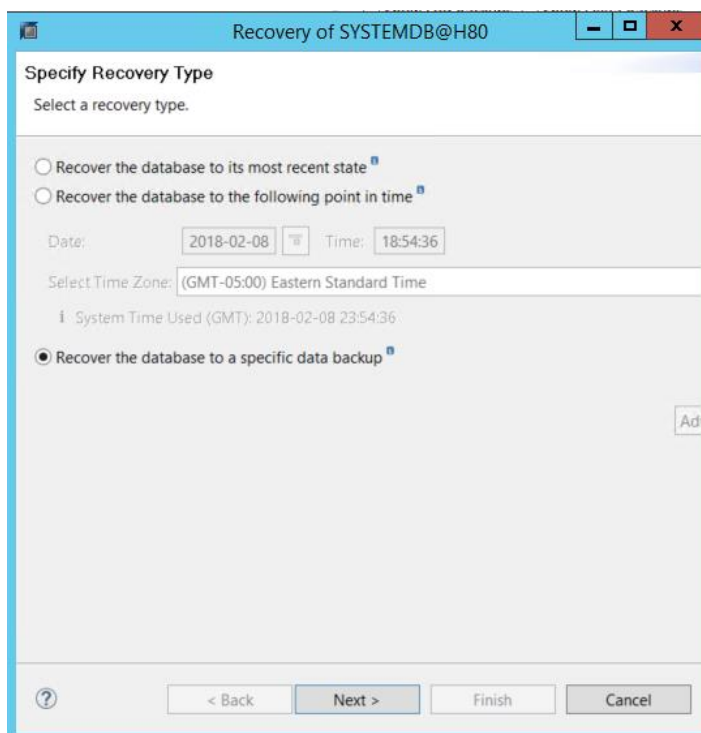 Recovery of SYSTEMDB@H80
Specify Recovery Type
Select a recovery type.
Recover the database to its most recent state
Recover the database to the following point in time
Date: 2018-02-08 Time: 18:54:36
Select Time Zone: (GMT-05:00) Eastern Standard Time
i System Time Used (GMT): 2018-02-08 23:54:36
Recover the database to a specific data backup
Ad
? < Back Next > Finish Cancel